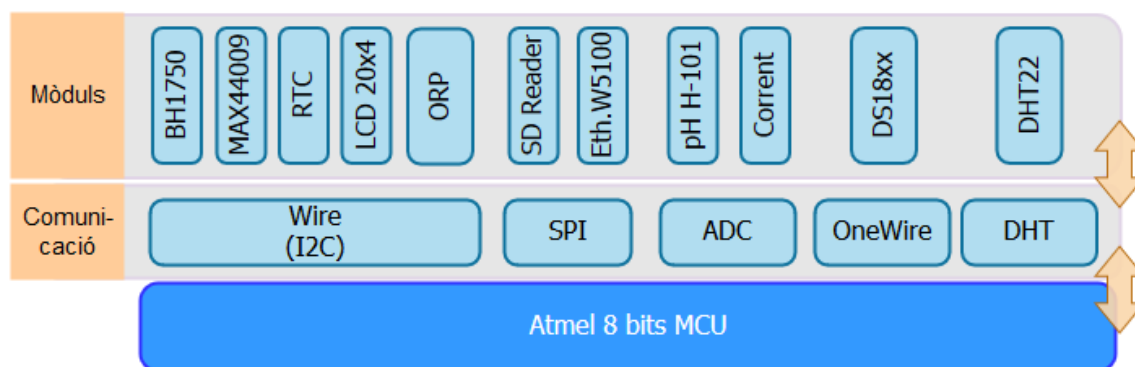 Mòduls
BH1750
MAX44009
RTC
LCD 20x4
ORP
SD Reader
Eth.W5100
pH H-101
Corrent
DS18xx
DHT22
Comuni-
cació
Wire
(I2C)
SPI
ADC
OneWire
DHT
Atmel 8 bits MCU